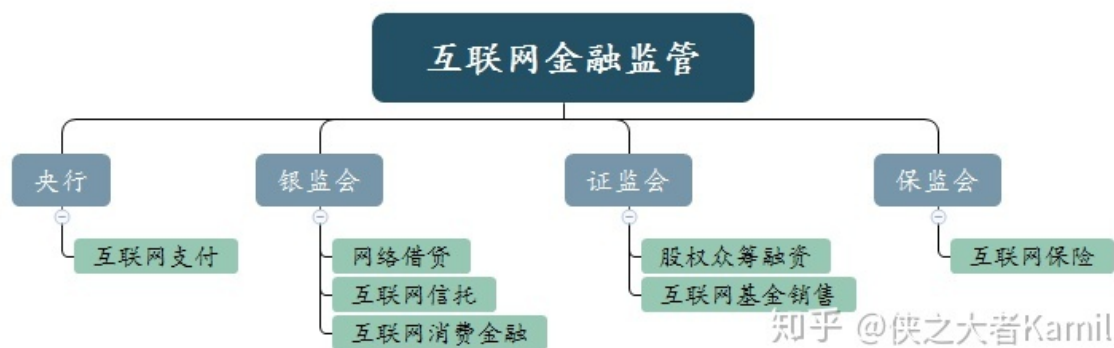 互联网金融监管
央行
银监会
证监会
保监会
互联网支付
网络借贷
股权众筹融资
互联网保险
互联网信托
互联网基金销售
互联网消费金融
知乎 @侠之大者Kamil